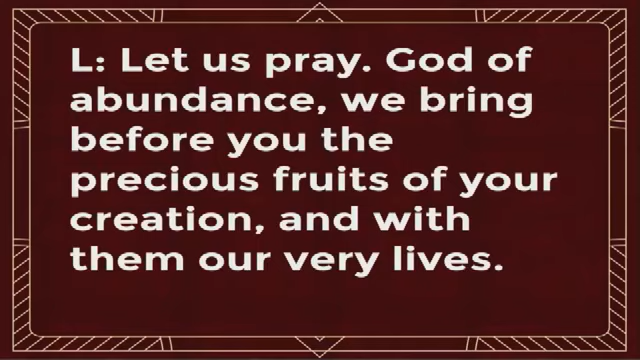 L: Let us pray. God of
abundance, we bring
before you the
precious fruits of your
creation, and with
them our very lives.